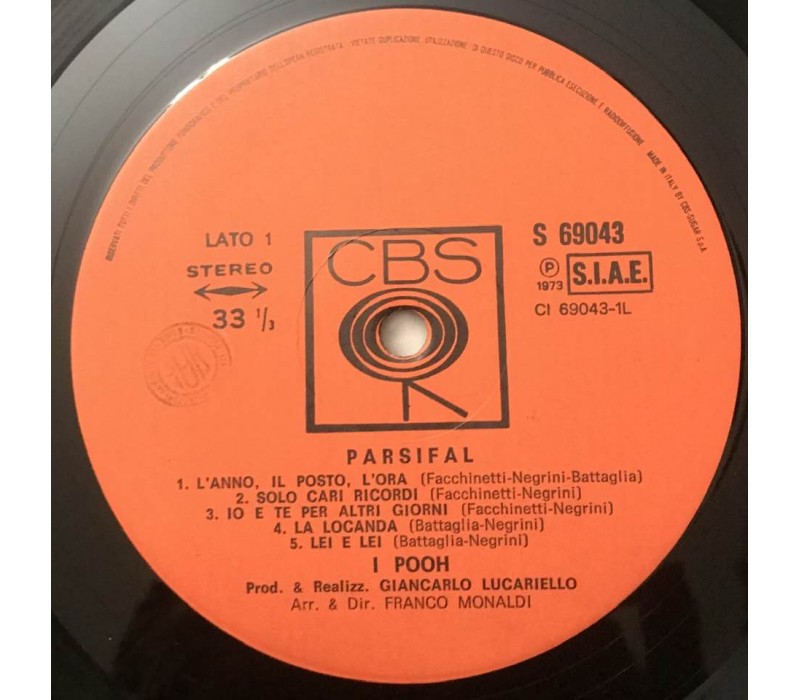 RISERVATI TUTTI I DIRITTI DEL PRODUTTORE FONOGRAFICO E DEL PROPRIETARIO DELL'OPERA REGISTRATA - VIETATE DUPLICAZIONE, UTILIZZAZIONE, DI QUESTO DISCO PER PUBBLICA ESECUZIONE E RADIODIFFUSIONE MADE IN ITALY BY CBS-SUGAR S.p.A.
LATO 1
STEREO
33 ⅓
CBS
S 69043
Ⓟ 1973 S.I.A.E.
CI 69043-1L
PARSIFAL
1. L'ANNO, IL POSTO, L'ORA (Facchinetti-Negrini-Battaglia)
2. SOLO CARI RICORDI (Facchinetti-Negrini)
3. IO E TE PER ALTRI GIORNI (Facchinetti-Negrini)
4. LA LOCANDA (Battaglia-Negrini)
5. LEI E LEI (Battaglia-Negrini)
I POOH
Prod. & Realizz. GIANCARLO LUCARIELLO
Arr. & Dir. FRANCO MONALDI